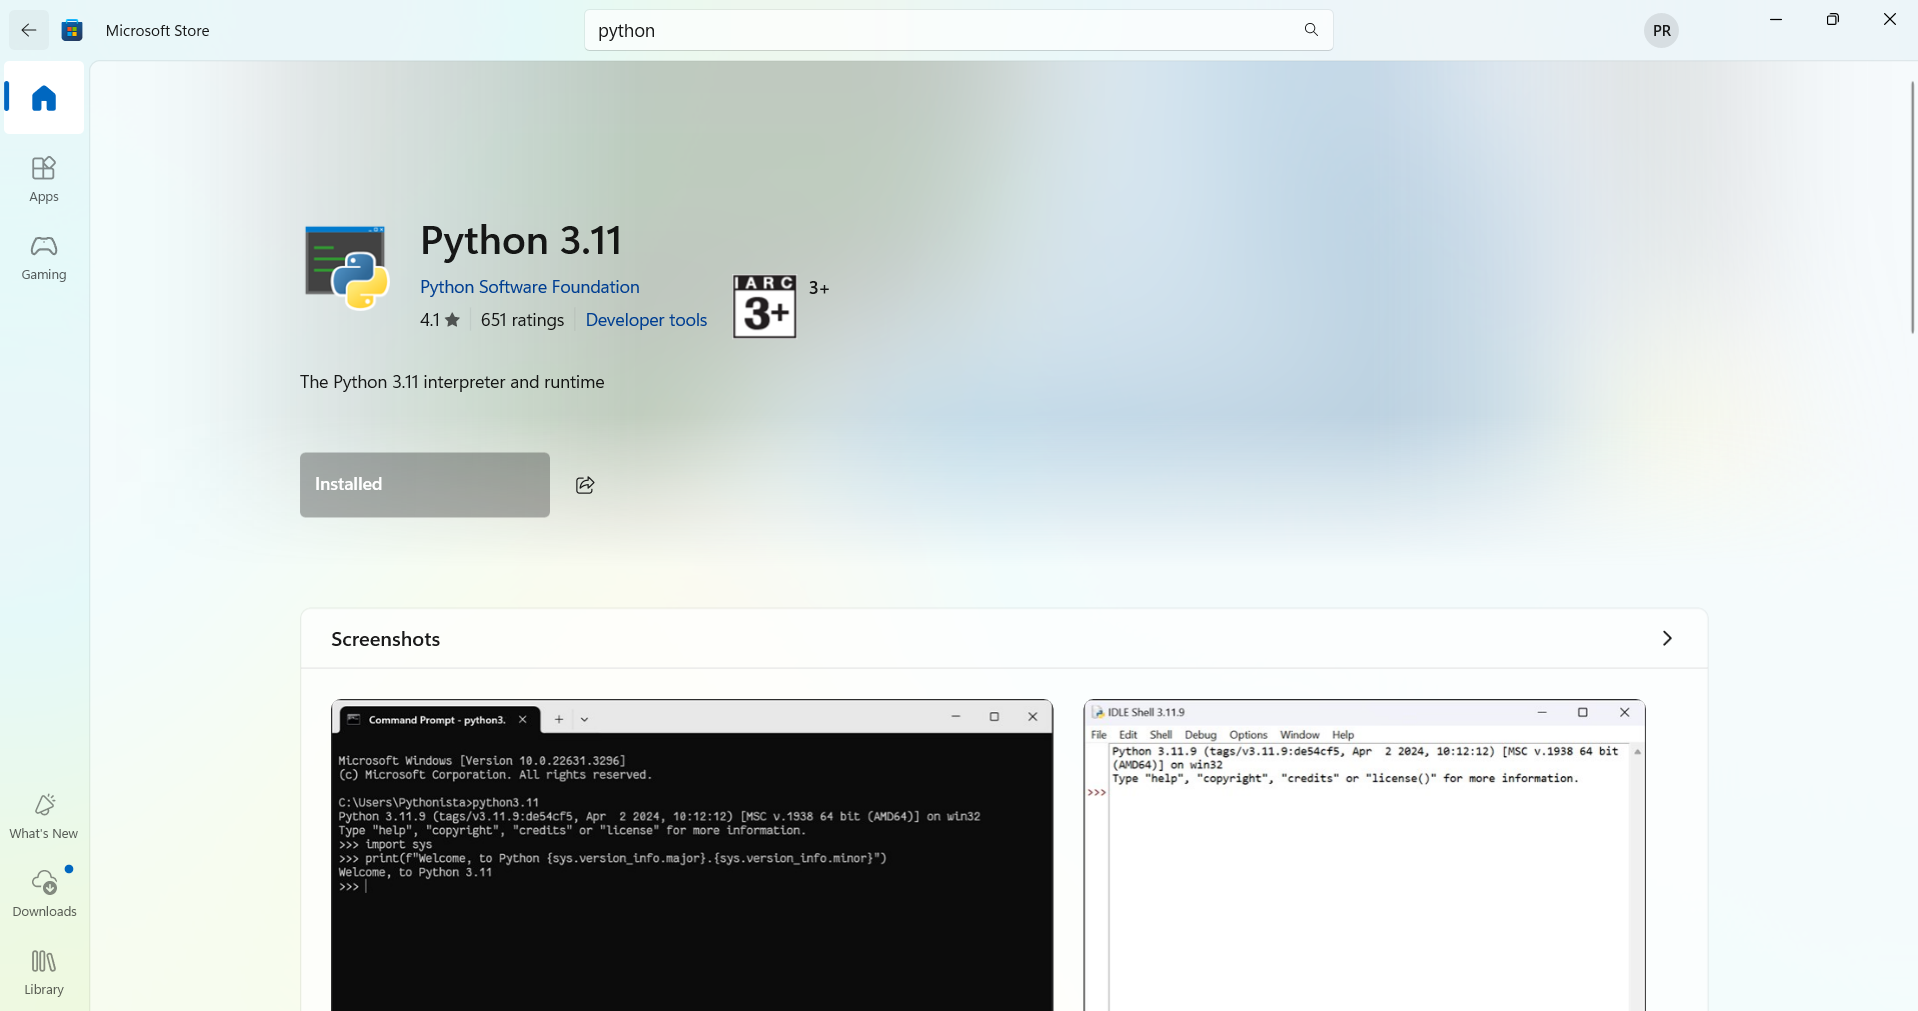 Microsoft Store
python
PR
Apps
Gaming
What's New
Downloads
Library
Python 3.11
Python Software Foundation
4.1 ★ 651 ratings Developer tools
IARC
3+
3+
The Python 3.11 interpreter and runtime
Installed
Screenshots
Command Prompt - python3.
Microsoft Windows [Version 10.0.22631.3296]
(c) Microsoft Corporation. All rights reserved.
C:\Users\Pythonista>python3.11
Python 3.11.9 (tags/v3.11.9:de54cf5, Apr  2 2024, 10:12:12) [MSC v.1938 64 bit (AMD64)] on win32
Type "help", "copyright", "credits" or "license" for more information.
>>> import sys
>>> print(f"Welcome, to Python {sys.version_info.major}.{sys.version_info.minor}")
Welcome, to Python 3.11
>>>
IDLE Shell 3.11.9
File Edit Shell Debug Options Window Help
Python 3.11.9 (tags/v3.11.9:de54cf5, Apr  2 2024, 10:12:12) [MSC v.1938 64 bit
(AMD64)] on win32
Type "help", "copyright", "credits" or "license()" for more information.
>>>